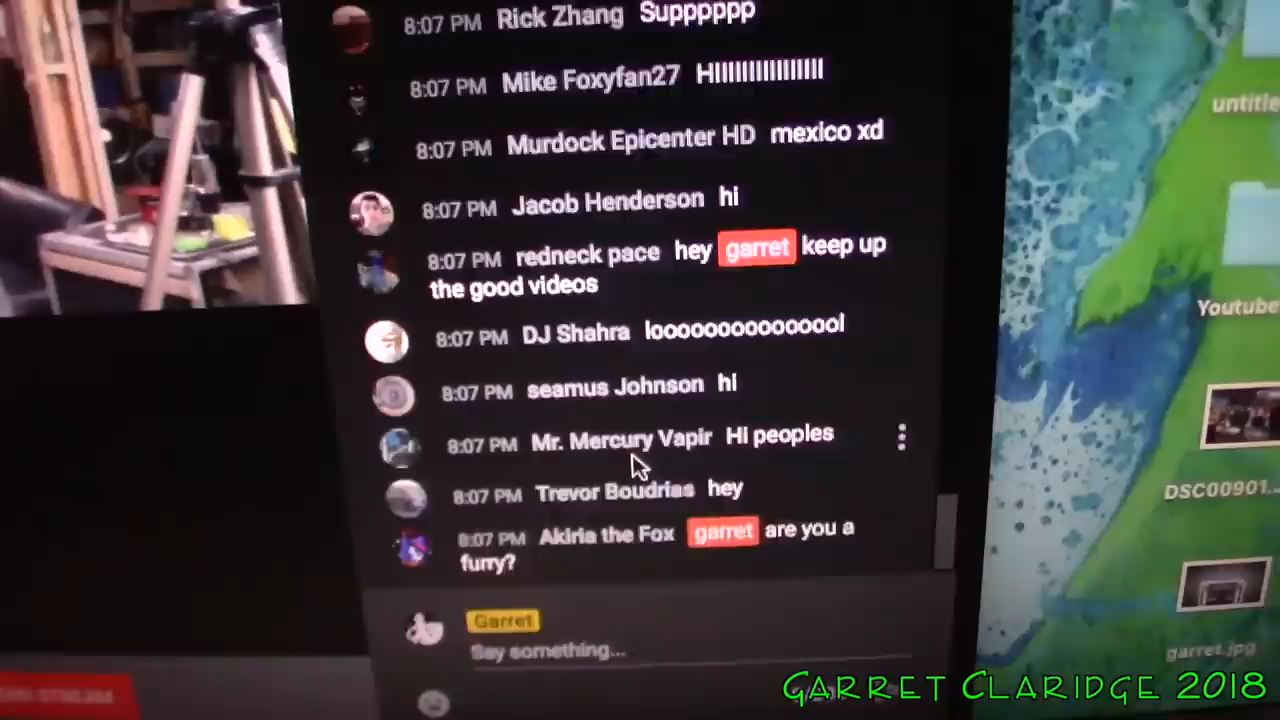 8:07 PM Rick Zhang Supppppp
8:07 PM Mike Foxyfan27 HIIIIIIIIIIIIIIIII
untitle
8:07 PM Murdock Epicenter HD mexico xd
8:07 PM Jacob Henderson hi
8:07 PM redneck pace hey garret keep up
the good videos
Youtube
8:07 PM DJ Shahra looooooooooooool
8:07 PM seamus Johnson hi
8:07 PM Mr. Mercury Vapir Hi peoples
8:07 PM Trevor Boudrias hey
DSC00901...
8:07 PM Akiria the Fox garret are you a
furry?
Garret
Say something...
garret.jpg
STREAM
GARRET CLARIDGE 2018